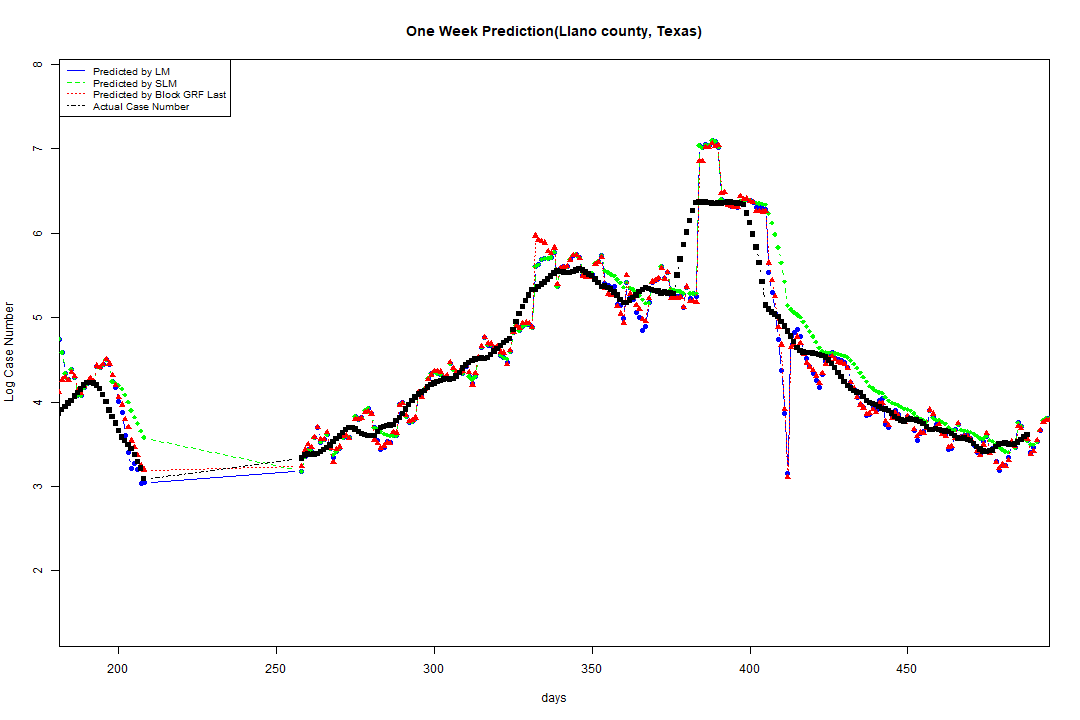 One Week Prediction(Llano county, Texas)
Predicted by LM
Predicted by SLM
Predicted by Block GRF Last
Actual Case Number
8
7
6
5
4
3
2
Log Case Number
200 250 300 350 400 450
days